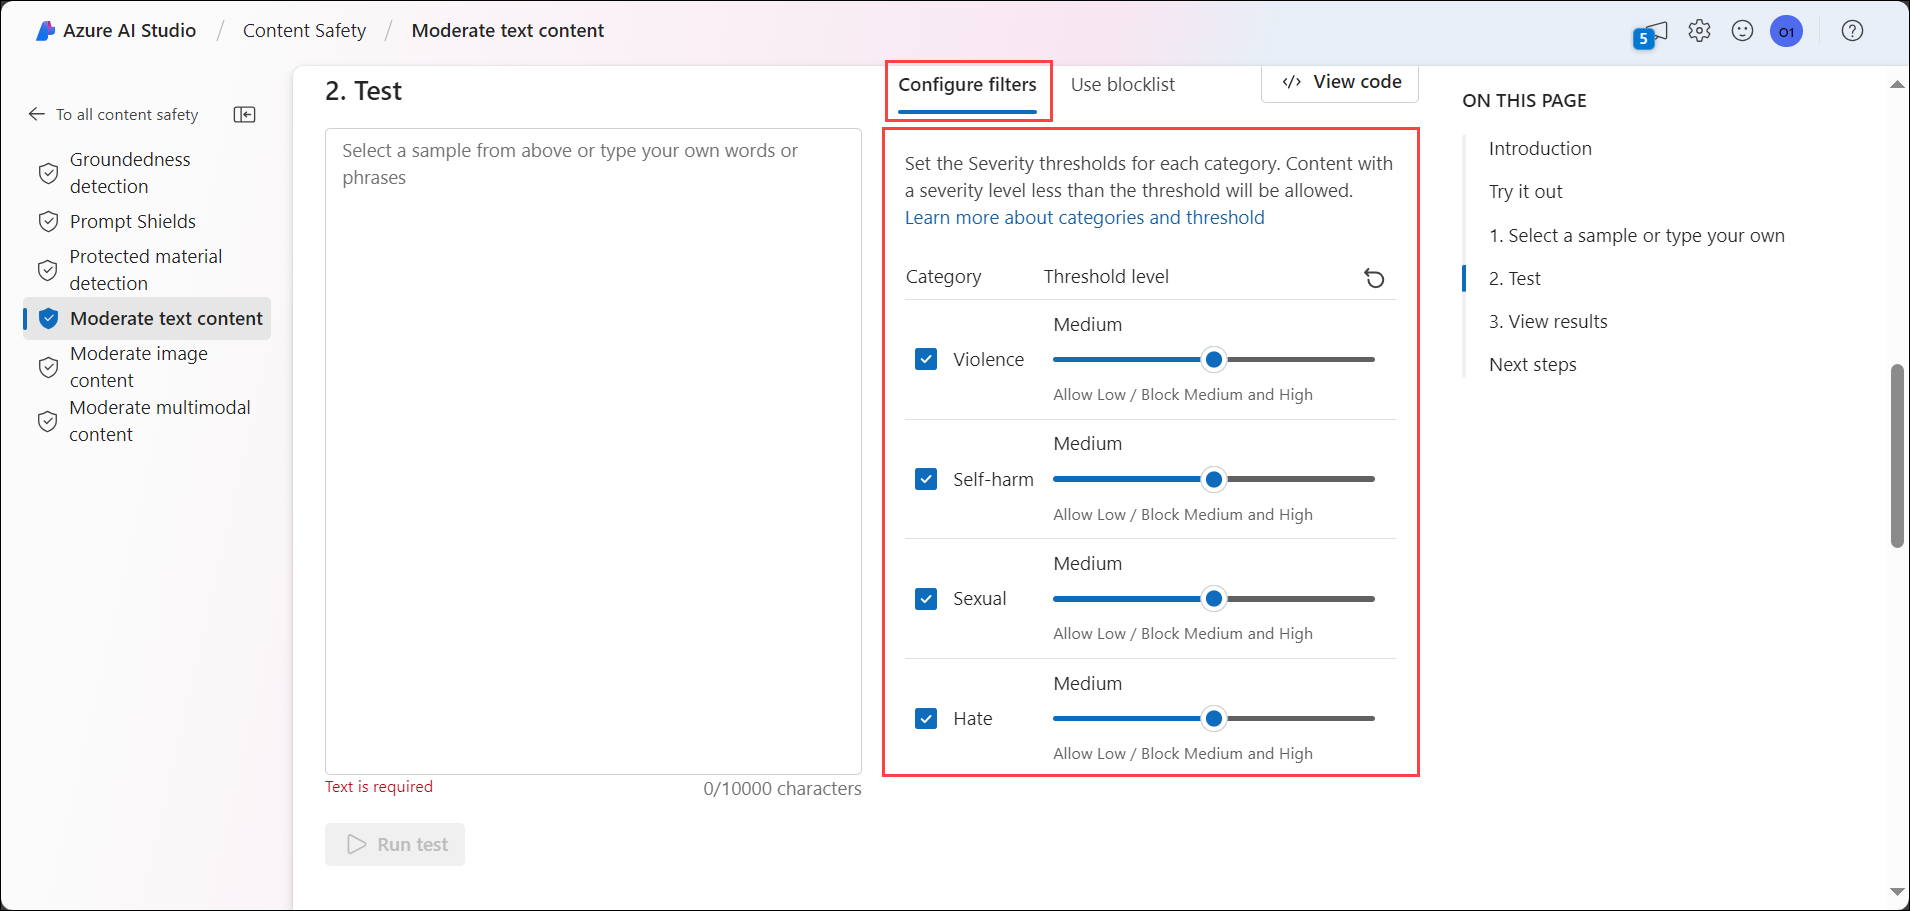 Azure AI Studio / Content Safety / Moderate text content
5
O1
To all content safety
Groundedness
detection
Prompt Shields
Protected material
detection
Moderate text content
Moderate image
content
Moderate multimodal
content
2. Test
Select a sample from above or type your own words or
phrases
Text is required
0/10000 characters
Run test
Configure filters
Use blocklist
</> View code
Set the Severity thresholds for each category. Content with
a severity level less than the threshold will be allowed.
Learn more about categories and threshold
Category Threshold level
Medium
Violence
Allow Low / Block Medium and High
Medium
Self-harm
Allow Low / Block Medium and High
Medium
Sexual
Allow Low / Block Medium and High
Medium
Hate
Allow Low / Block Medium and High
ON THIS PAGE
Introduction
Try it out
1. Select a sample or type your own
2. Test
3. View results
Next steps